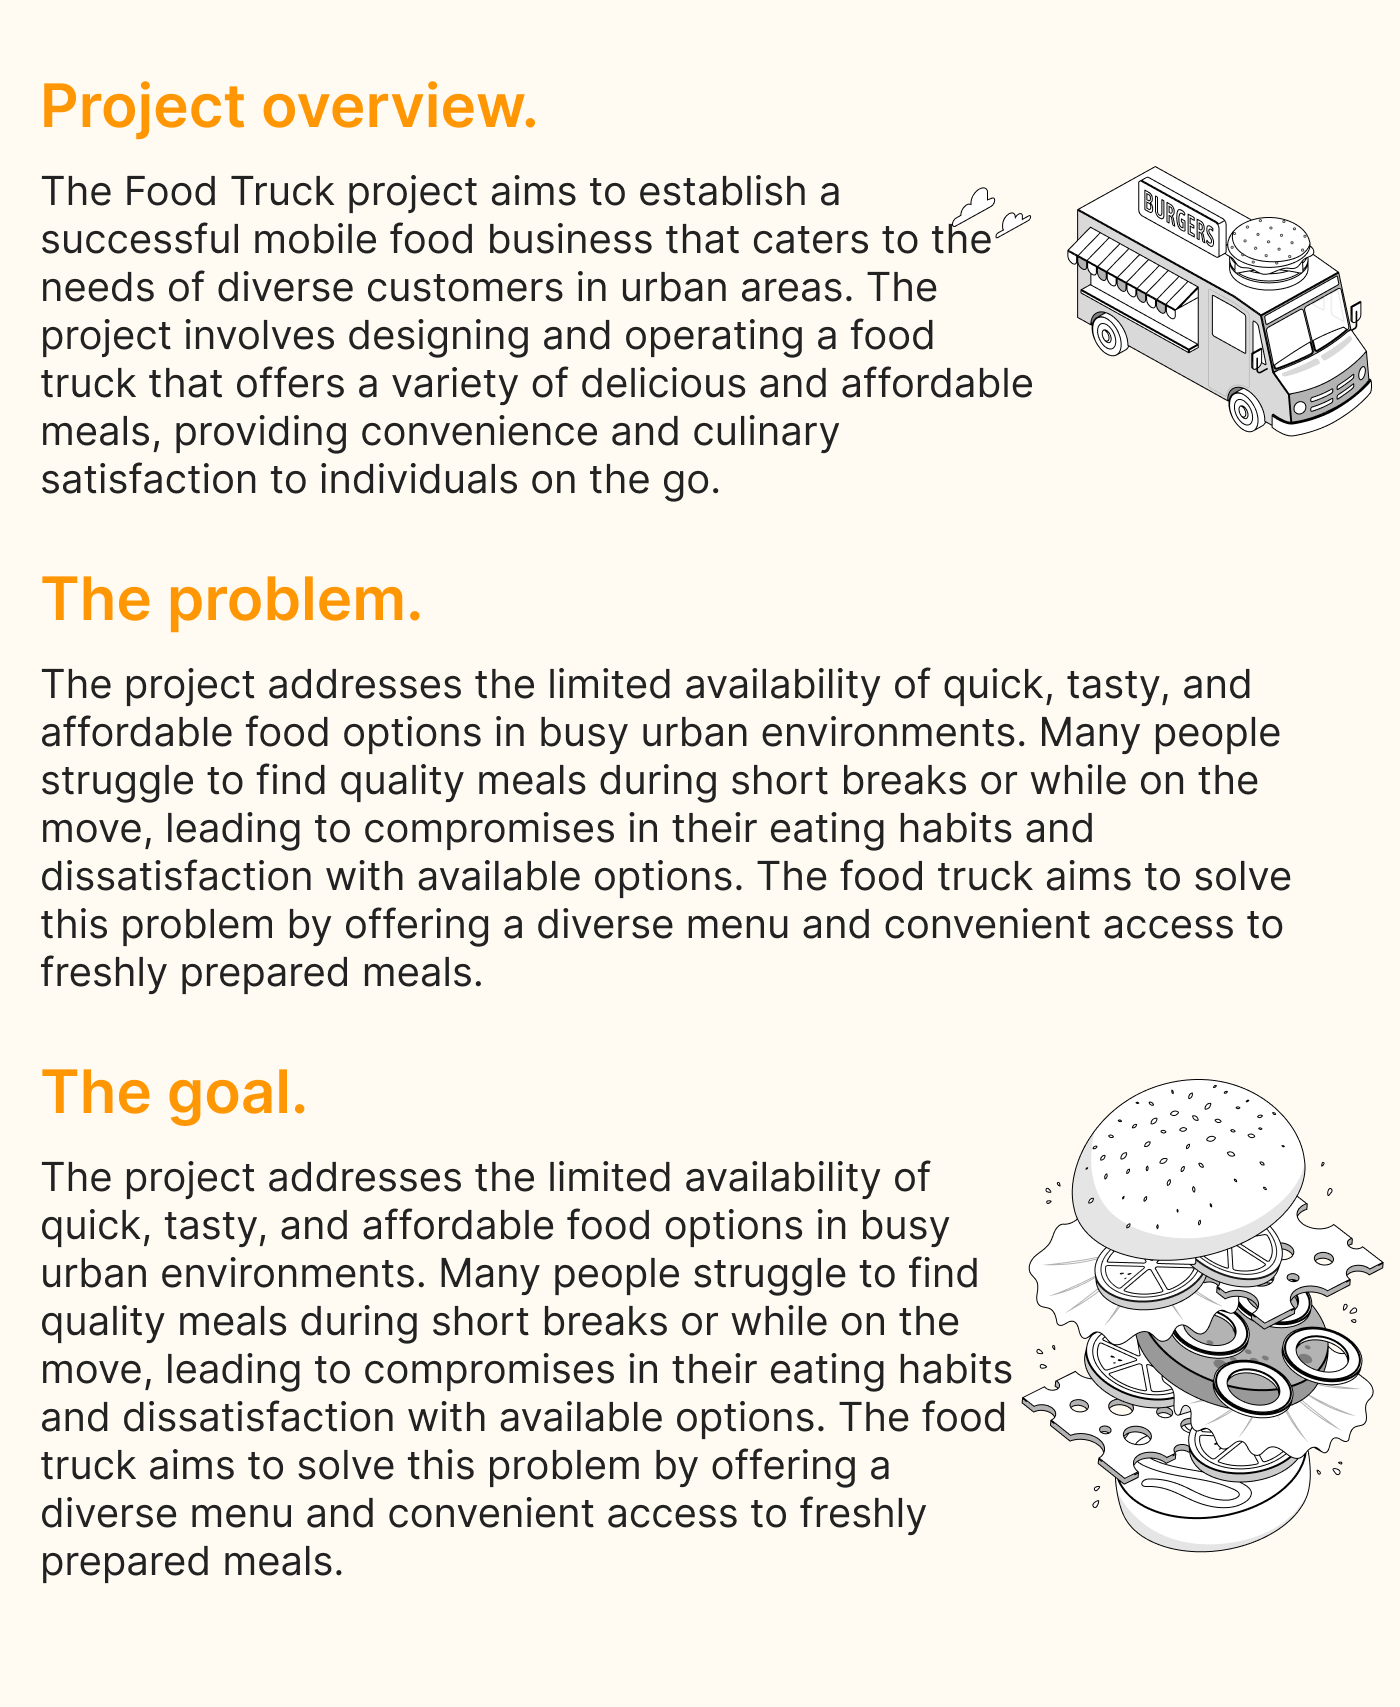 Project overview.
The Food Truck project aims to establish a
successful mobile food business that caters to the
needs of diverse customers in urban areas. The
project involves designing and operating a food
truck that offers a variety of delicious and affordable
meals, providing convenience and culinary
satisfaction to individuals on the go.
BURGERS
The problem.
The project addresses the limited availability of quick, tasty, and
affordable food options in busy urban environments. Many people
struggle to find quality meals during short breaks or while on the
move, leading to compromises in their eating habits and
dissatisfaction with available options. The food truck aims to solve
this problem by offering a diverse menu and convenient access to
freshly prepared meals.
The goal.
The project addresses the limited availability of
quick, tasty, and affordable food options in busy
urban environments. Many people struggle to find
quality meals during short breaks or while on the
move, leading to compromises in their eating habits
and dissatisfaction with available options. The food
truck aims to solve this problem by offering a
diverse menu and convenient access to freshly
prepared meals.